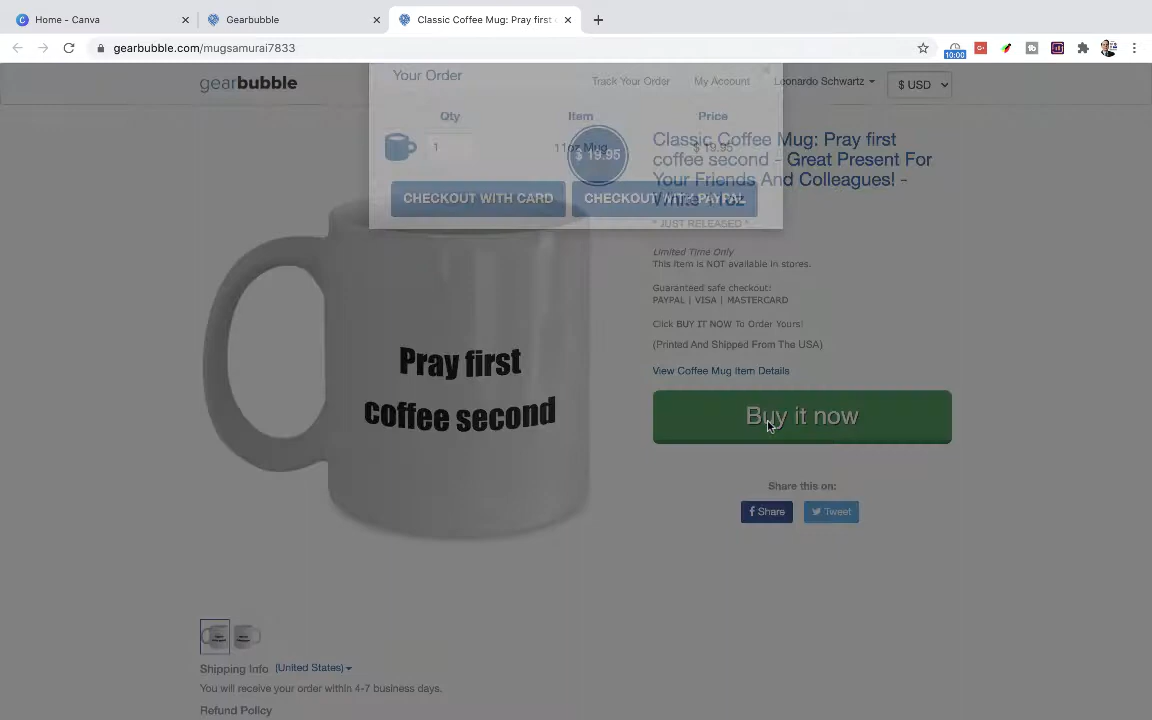 Home - Canva
Gearbubble
Classic Coffee Mug: Pray first
gearbubble.com/mugsamurai7833
10:00
gearbubble
Your Order
Track Your Order
My Account
Leonardo Schwartz
$ USD
Qty
Item
Price
1
11oz Mug
$ 19.95
$ 19.95
CHECKOUT WITH CARD
CHECKOUT WITH PAYPAL
Classic Coffee Mug: Pray first
coffee second - Great Present For
Your Friends And Colleagues! -
* JUST RELEASED *
Limited Time Only
This item is NOT available in stores.
Guaranteed safe checkout:
PAYPAL | VISA | MASTERCARD
Click BUY IT NOW To Order Yours!
(Printed And Shipped From The USA)
View Coffee Mug Item Details
Buy it now
Share this on:
Share
Tweet
Pray first
coffee second
Shipping Info (United States)
You will receive your order within 4-7 business days.
Refund Policy